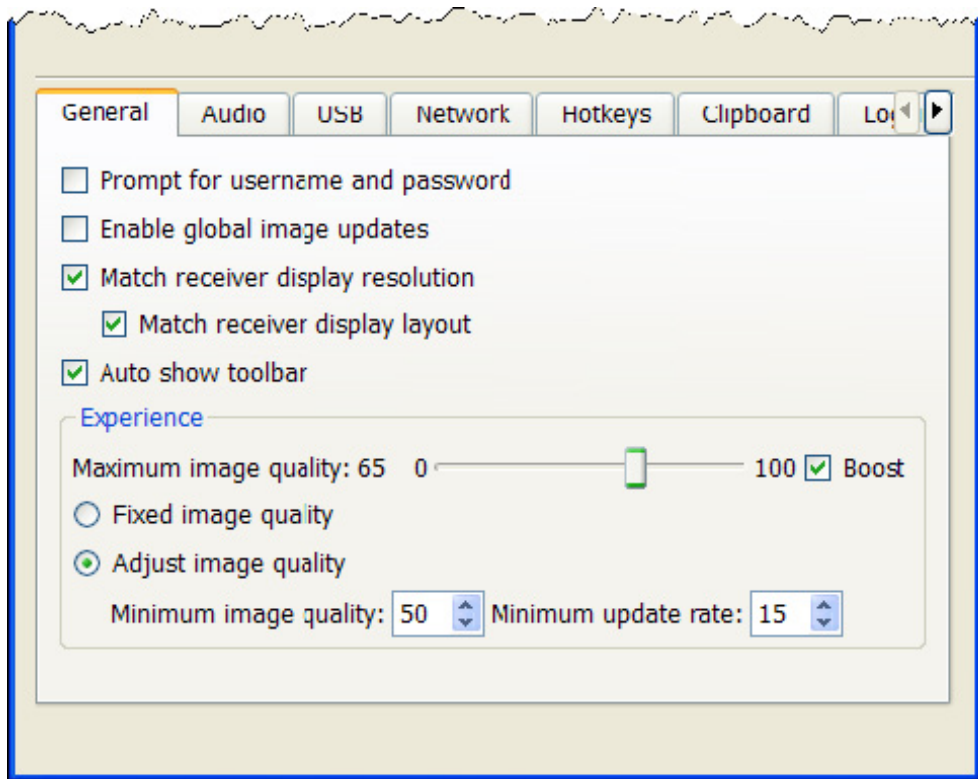 General Audio USB Network Hotkeys Clipboard
Prompt for username and password
Enable global image updates
Match receiver display resolution
Match receiver display layout
Auto show toolbar
Experience
Maximum image quality: 65 0 100 Boost
Fixed image quality
Adjust image quality
Minimum image quality: 50 Minimum update rate: 15